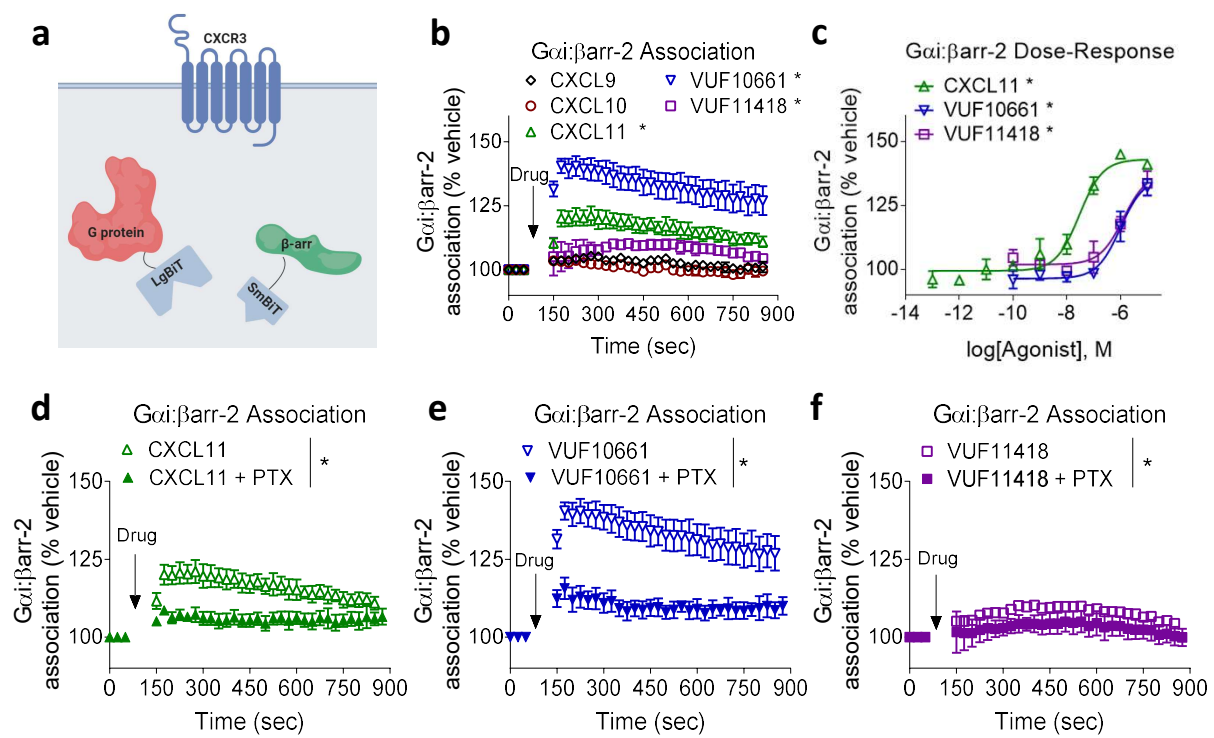 a
CXCR3
G protein
LgBiT
β-arr
SmBiT
b
Gαi:βarr-2 Association
CXCL9
CXCL10
CXCL11 *
VUF10661 *
VUF11418 *
Gαi:βarr-2
association (% vehicle)
150
125
100
Drug
0 150 300 450 600 750 900
Time (sec)
c
Gαi:βarr-2 Dose-Response
CXCL11 *
VUF10661 *
VUF11418 *
Gαi:βarr-2
association (% vehicle)
150
125
100
-14 -12 -10 -8 -6
log[Agonist], M
d
Gαi:βarr-2 Association
CXCL11
CXCL11 + PTX
*
Gαi:βarr-2
association (% vehicle)
150
125
100
Drug
0 150 300 450 600 750 900
Time (sec)
e
Gαi:βarr-2 Association
VUF10661
VUF10661 + PTX
*
Gαi:βarr-2
association (% vehicle)
150
125
100
Drug
0 150 300 450 600 750 900
Time (sec)
f
Gαi:βarr-2 Association
VUF11418
VUF11418 + PTX
*
Gαi:βarr-2
association (% vehicle)
150
125
100
Drug
0 150 300 450 600 750 900
Time (sec)